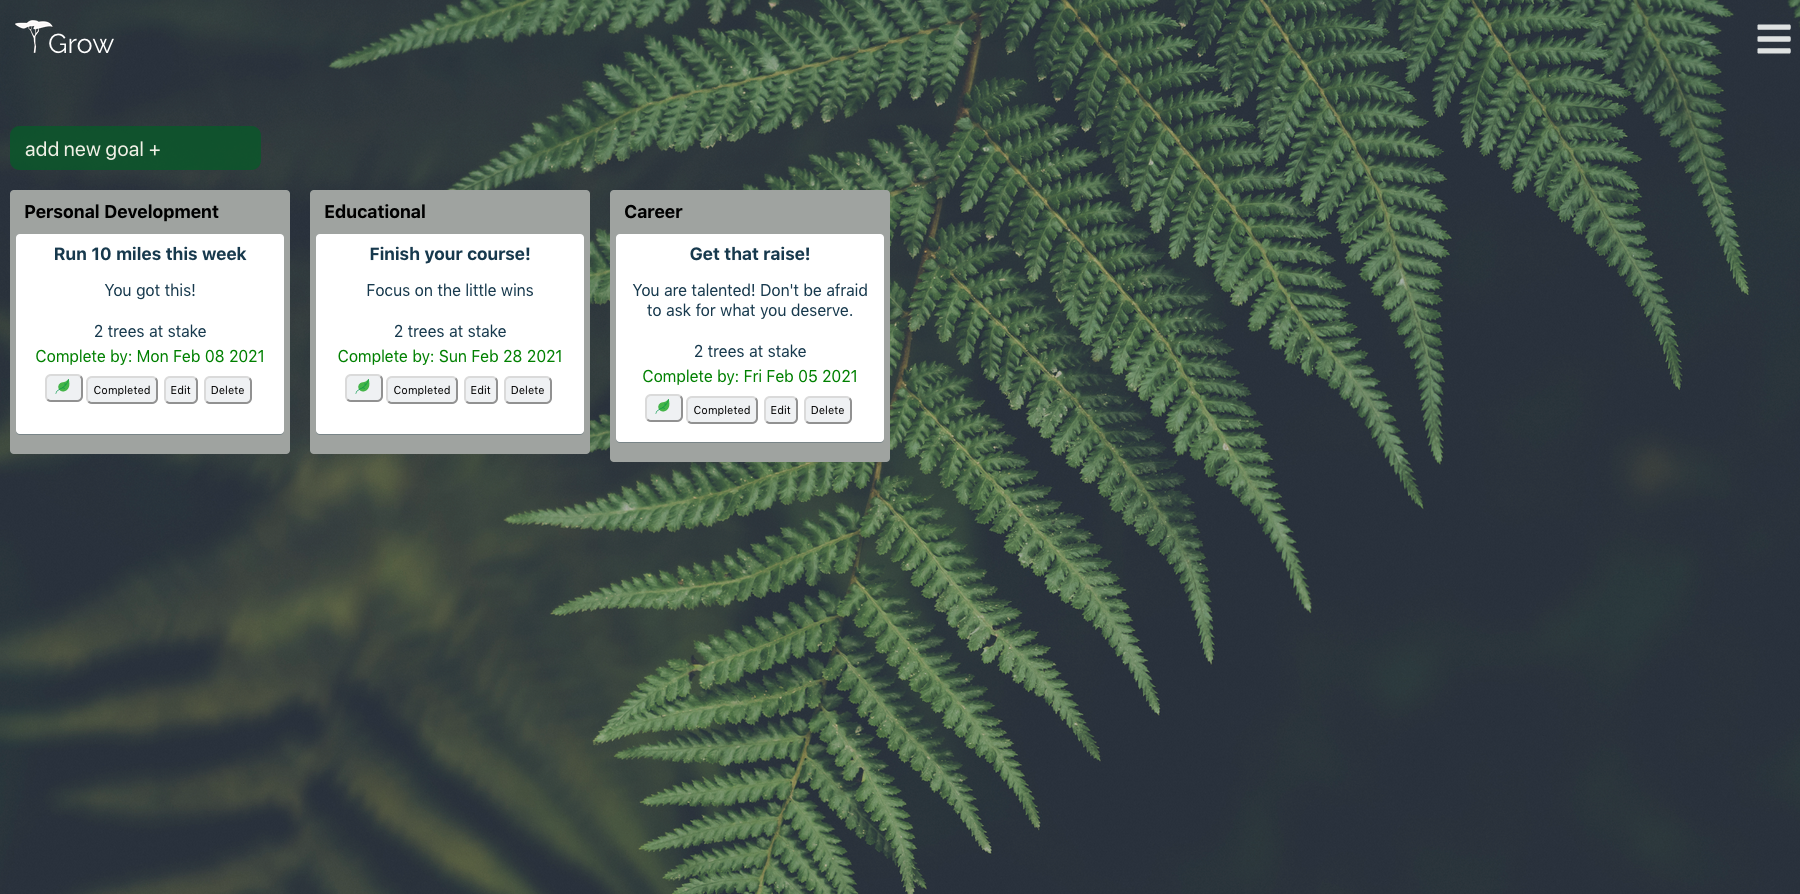 Grow
add new goal +
Personal Development
Run 10 miles this week
You got this!
2 trees at stake
Complete by: Mon Feb 08 2021
Completed Edit Delete
Educational
Finish your course!
Focus on the little wins
2 trees at stake
Complete by: Sun Feb 28 2021
Completed Edit Delete
Career
Get that raise!
You are talented! Don't be afraid
to ask for what you deserve.
2 trees at stake
Complete by: Fri Feb 05 2021
Completed Edit Delete